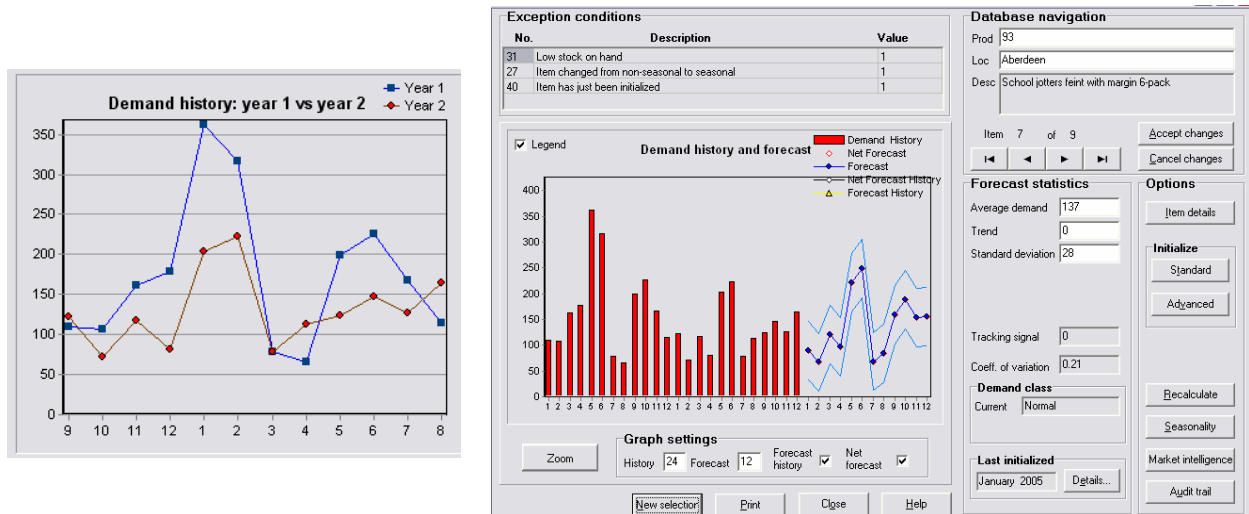 Demand history: year 1 vs year 2
Year 1
Year 2
350
300
250
200
150
100
50
0
9 10 11 12 1 2 3 4 5 6 7 8
Exception conditions
No. Description Value
31 Low stock on hand 1
27 Item changed from non-seasonal to seasonal 1
40 Item has just been initialized 1
Legend
Demand history and forecast
Demand History
Net Forecast
Forecast
Net Forecast History
Forecast History
400
350
300
250
200
150
100
50
0
1 2 3 4 5 6 7 8 9 10 11 12 1 2 3 4 5 6 7 8 9 10 11 12 1 2 3 4 5 6 7 8 9 10 11 12
Zoom
Graph settings
History 24 Forecast 12 Forecast history Net forecast
New selection Print Close Help
Database navigation
Prod 93
Loc Aberdeen
Desc School jotters feint with margin 6-pack
Item 7 of 9
Accept changes
Cancel changes
Forecast statistics
Average demand 137
Trend 0
Standard deviation 28
Tracking signal 0
Coeff. of variation 0.21
Demand class
Current Normal
Last initialized
January 2005 Details...
Options
Item details
Initialize
Standard
Advanced
Recalculate
Seasonality
Market intelligence
Audit trail